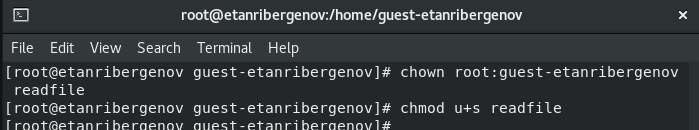 root@etanribergenov:/home/guest-etanribergenov
File Edit View Search Terminal Help
[root@etanribergenov guest-etanribergenov]# chown root:guest-etanribergenov
 readfile
[root@etanribergenov guest-etanribergenov]# chmod u+s readfile
[root@etanribergenov guest-etanribergenov]#